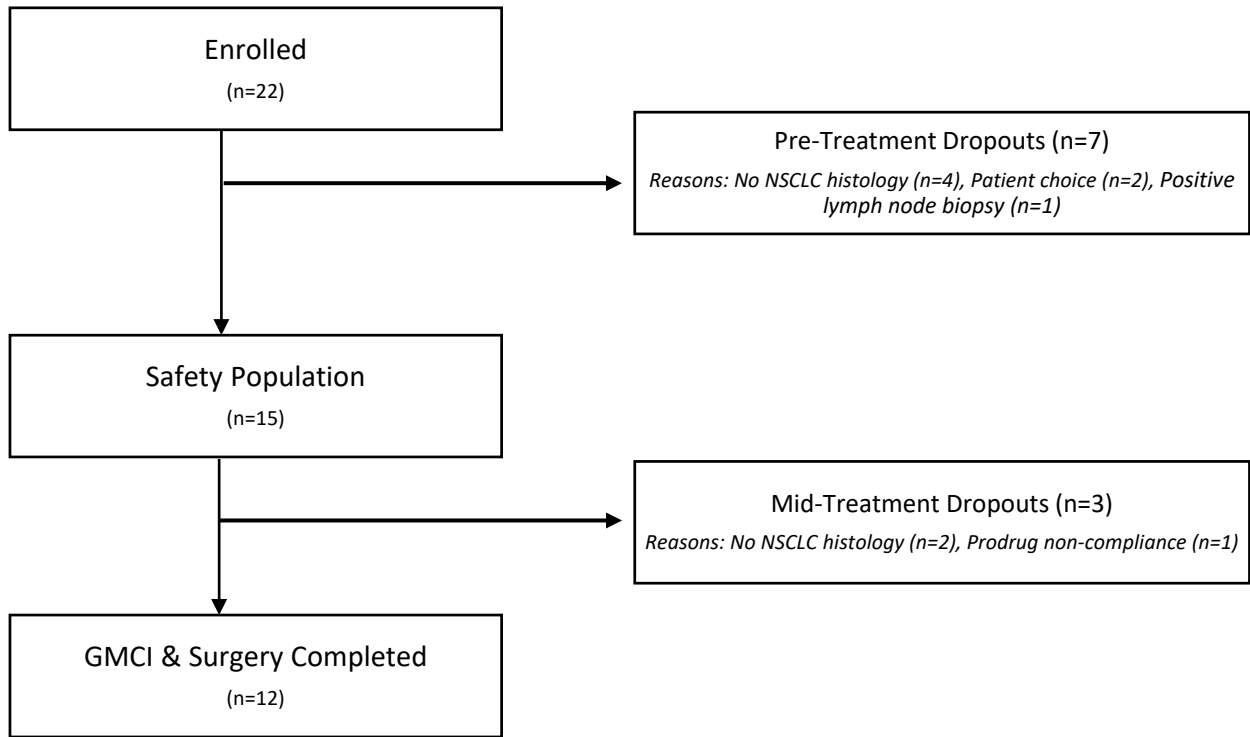 Enrolled
(n=22)
Pre-Treatment Dropouts (n=7)
Reasons: No NSCLC histology (n=4), Patient choice (n=2), Positive
lymph node biopsy (n=1)
Safety Population
(n=15)
Mid-Treatment Dropouts (n=3)
Reasons: No NSCLC histology (n=2), Prodrug non-compliance (n=1)
GMCI & Surgery Completed
(n=12)